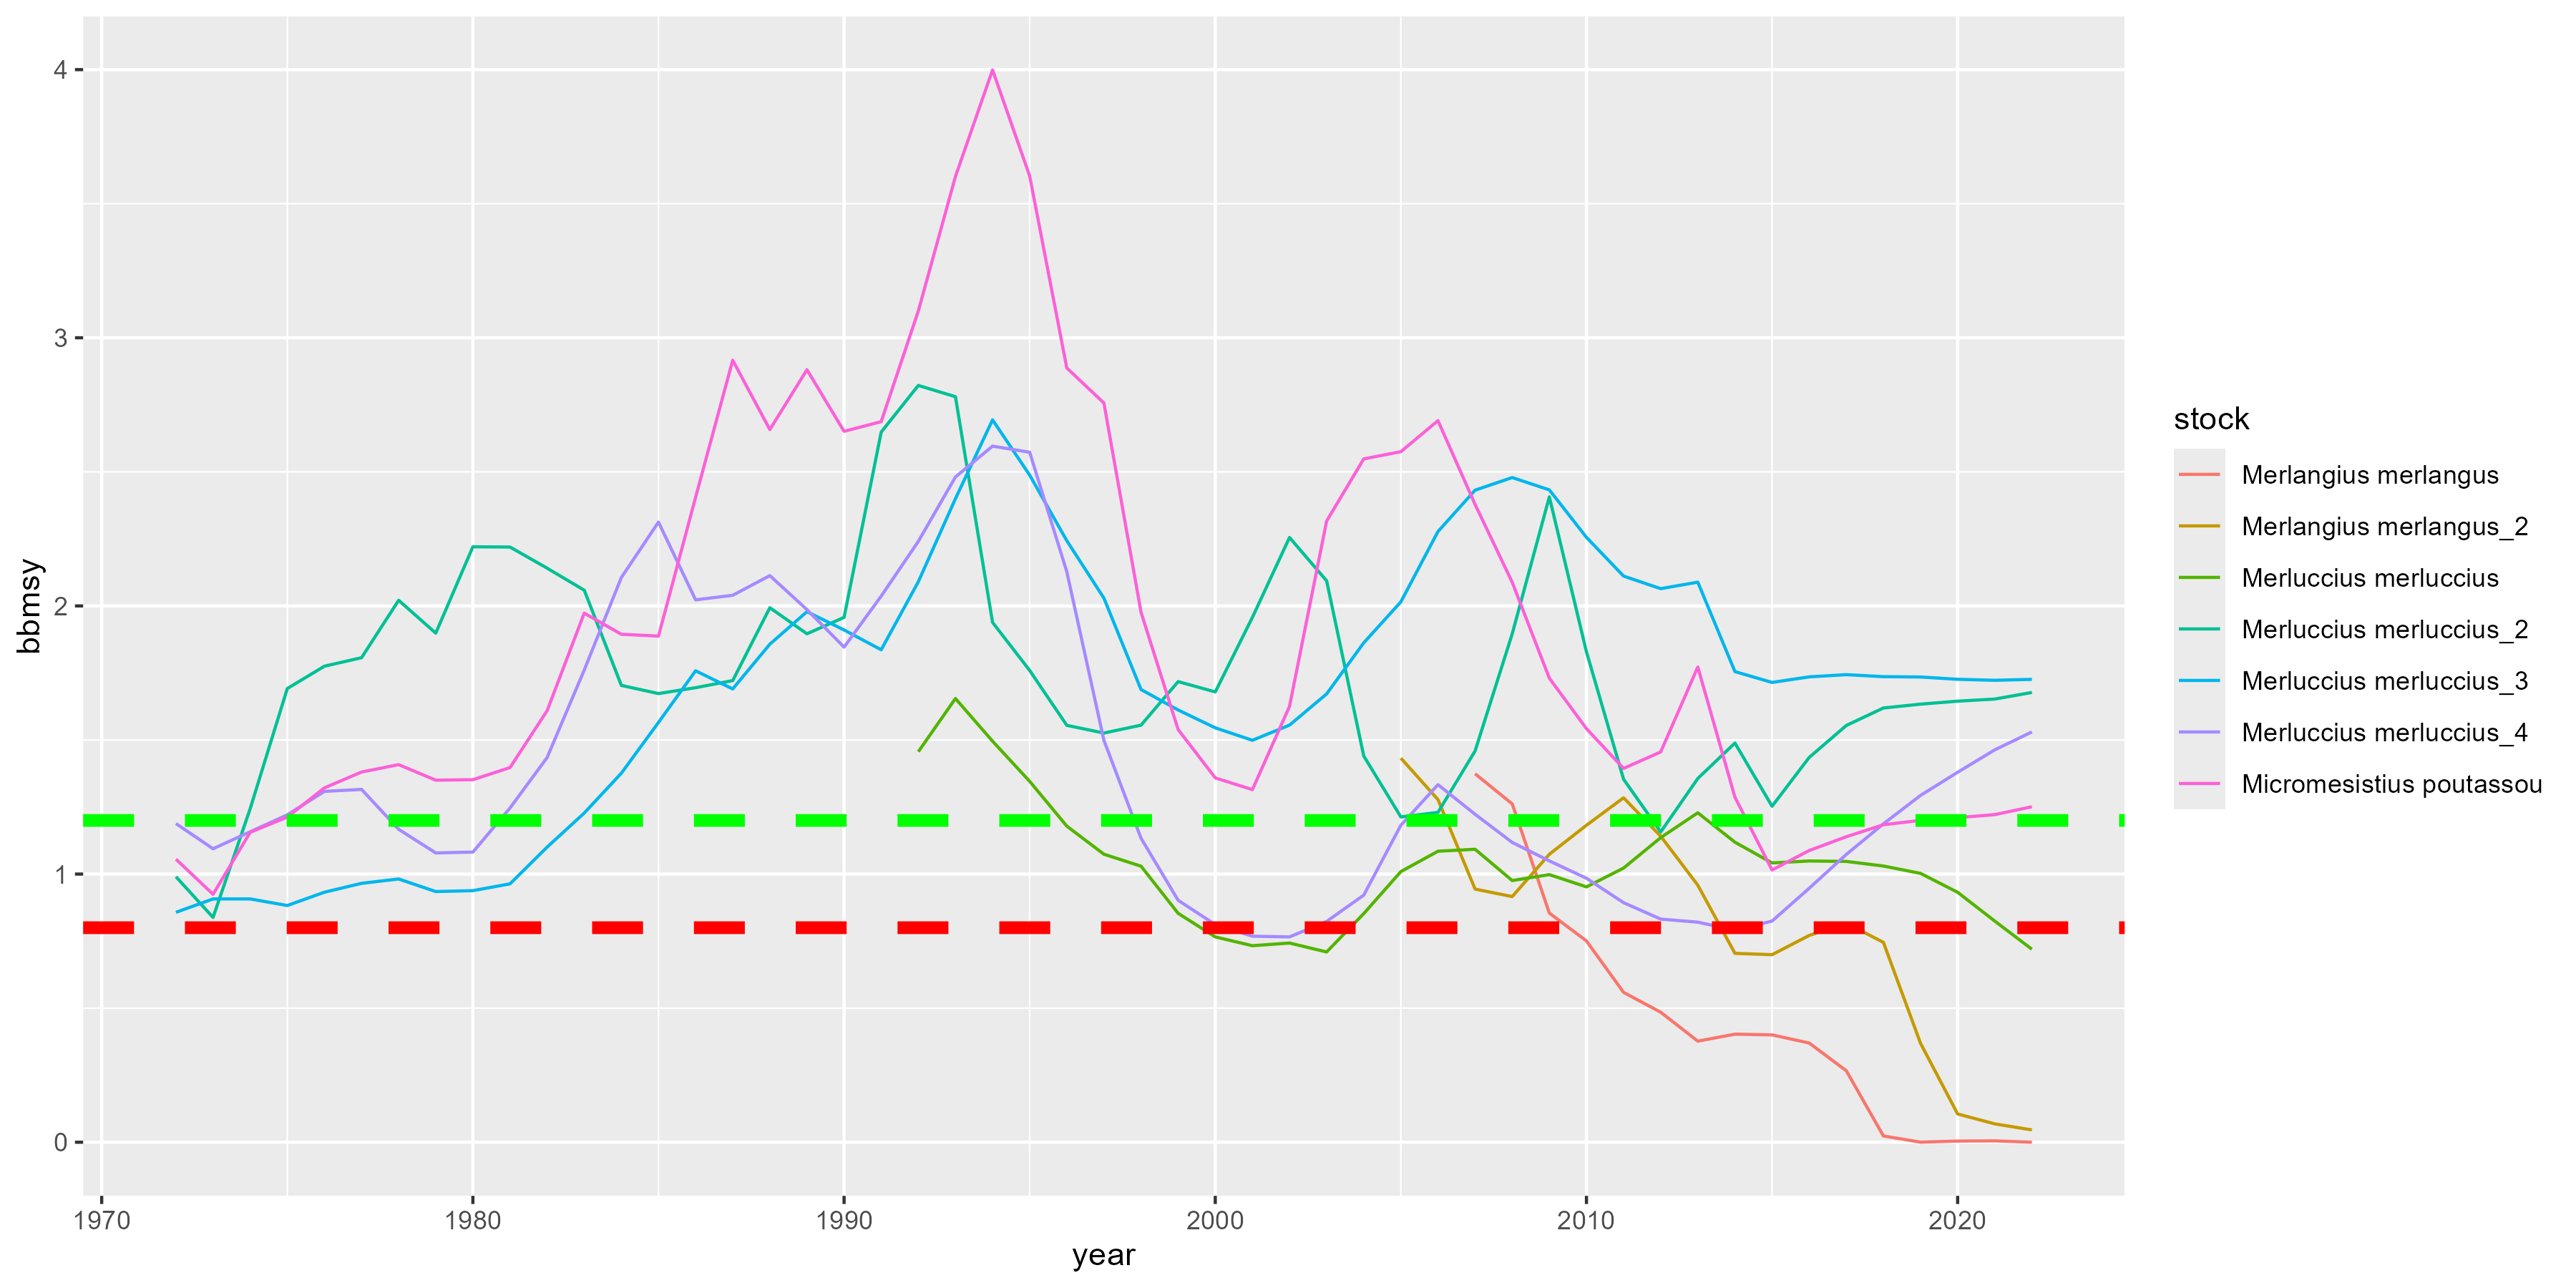 bbmsy
4
3
2
1
0
1970 1980 1990 2000 2010 2020
year
stock
Merlangius merlangus
Merlangius merlangus_2
Merluccius merluccius
Merluccius merluccius_2
Merluccius merluccius_3
Merluccius merluccius_4
Micromesistius poutassou